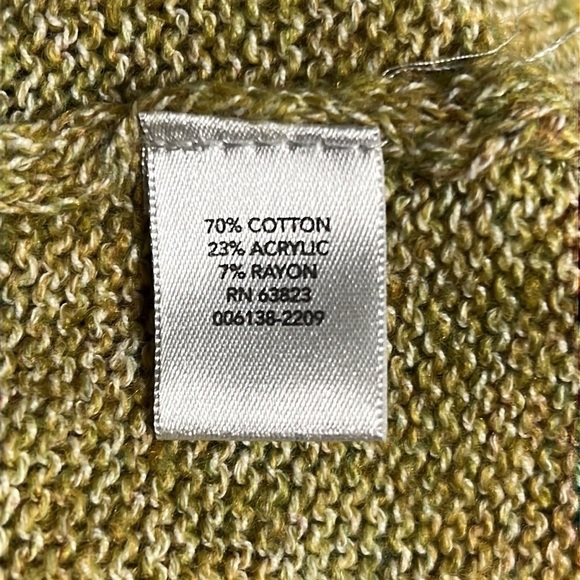 70% COTTON
23% ACRYLIC
7% RAYON
RN 63823
006138-2209